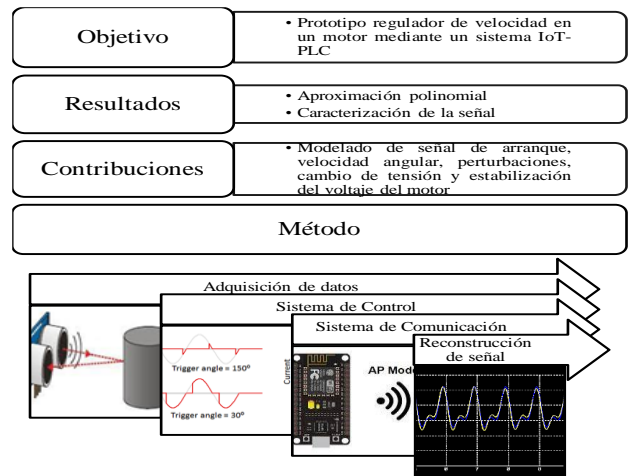 Objetivo
• Prototipo regulador de velocidad en
un motor mediante un sistema IoT-
PLC
Resultados
• Aproximación polinomial
• Caracterización de la señal
Contribuciones
• Modelado de señal de arranque,
velocidad angular, perturbaciones,
cambio de tensión y estabilización
del voltaje del motor
Método
Adquisición de datos
Sistema de Control
Sistema de Comunicación
Reconstrucción
de señal
Trigger angle = 150º
Trigger angle = 30º
Current
AP Mode